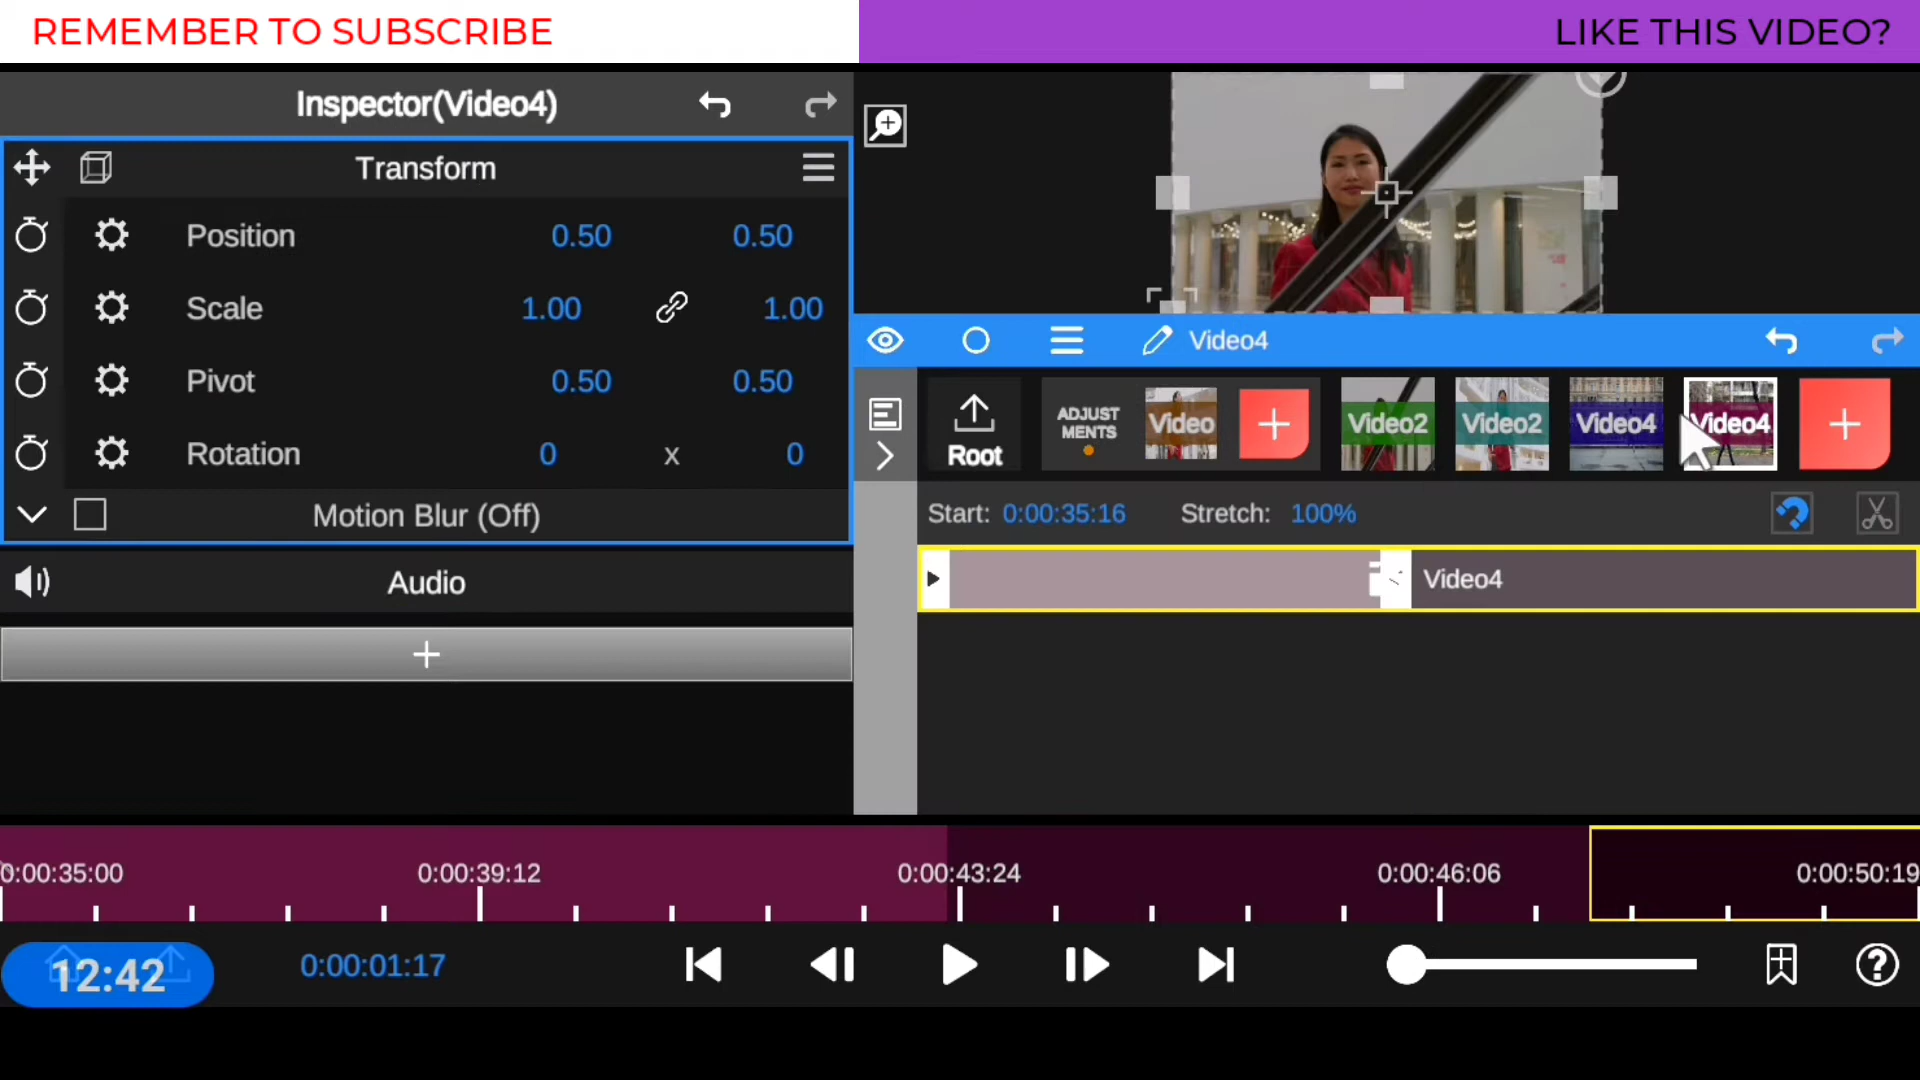 REMEMBER TO SUBSCRIBE
LIKE THIS VIDEO?
Inspector(Video4)
Transform
Position 0.50 0.50
Scale 1.00 1.00
Pivot 0.50 0.50
Rotation 0 x 0
Motion Blur (Off)
Audio
Video4
Root
ADJUST
MENTS
Video
Video2
Video2
Video4
Video4
Start: 0:00:35:16 Stretch: 100%
Video4
0:00:35:00 0:00:39:12 0:00:43:24 0:00:46:06 0:00:50:19
12:42
0:00:01:17